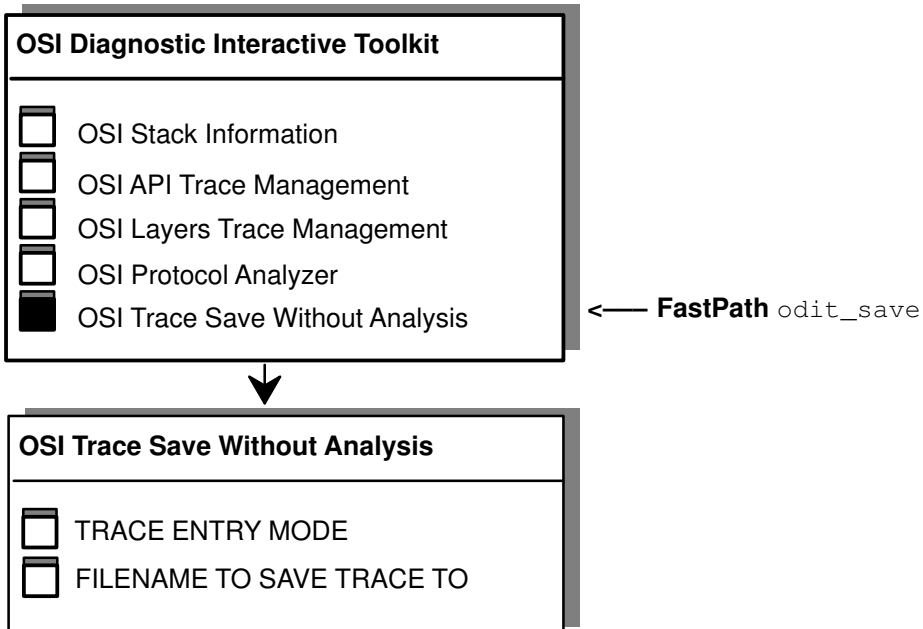 OSI Diagnostic Interactive Toolkit
OSI Stack Information
OSI API Trace Management
OSI Layers Trace Management
OSI Protocol Analyzer
OSI Trace Save Without Analysis
<—— FastPath odit_save
OSI Trace Save Without Analysis
TRACE ENTRY MODE
FILENAME TO SAVE TRACE TO